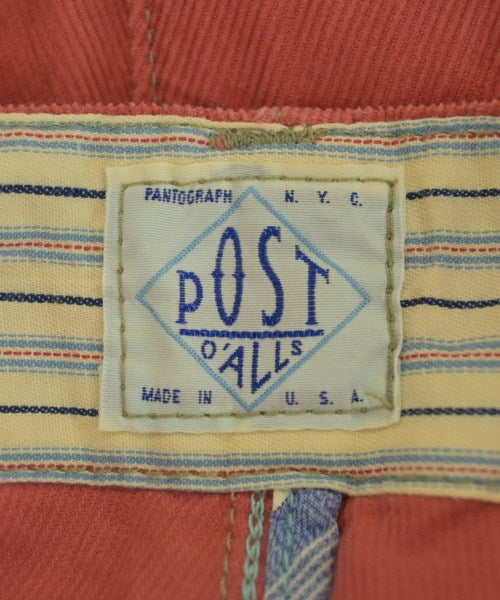 PANTOGRAPH N.Y.C.
POST
O'ALLS
MADE IN U.S.A.